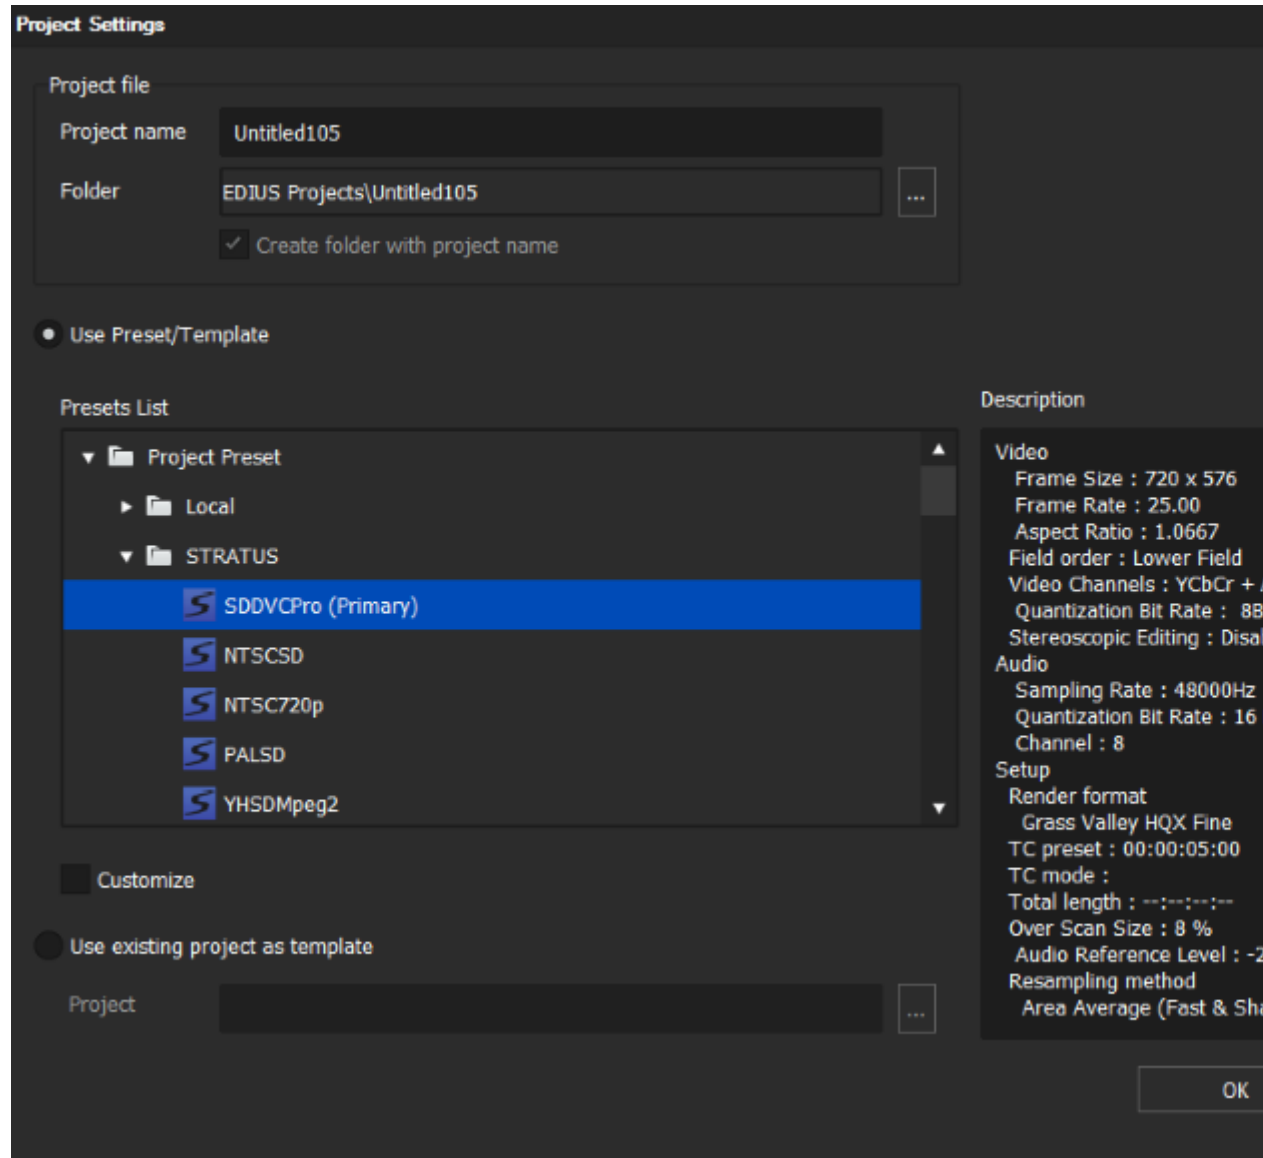 Project Settings
Project file
Project name
Untitled105
Folder
EDIUS Projects\Untitled105
...
Create folder with project name
Use Preset/Template
Presets List
Project Preset
Local
STRATUS
SDDVCPro (Primary)
NTSCSD
NTSC720p
PALSD
YHSDMpeg2
Customize
Use existing project as template
Project
...
Description
Video
Frame Size : 720 x 576
Frame Rate : 25.00
Aspect Ratio : 1.0667
Field order : Lower Field
Video Channels : YCbCr +
Quantization Bit Rate : 8B
Stereoscopic Editing :
Audio
Sampling Rate : 48000Hz
Quantization Bit Rate : 16
Channel : 8
Setup
Render format
Grass Valley HQX Fine
TC preset : 00:00:05:00
TC mode :
Total length : --:--:--:--
Over Scan Size : 8 %
Audio Reference Level : -2
Resampling method
Area Average (Fast &
OK